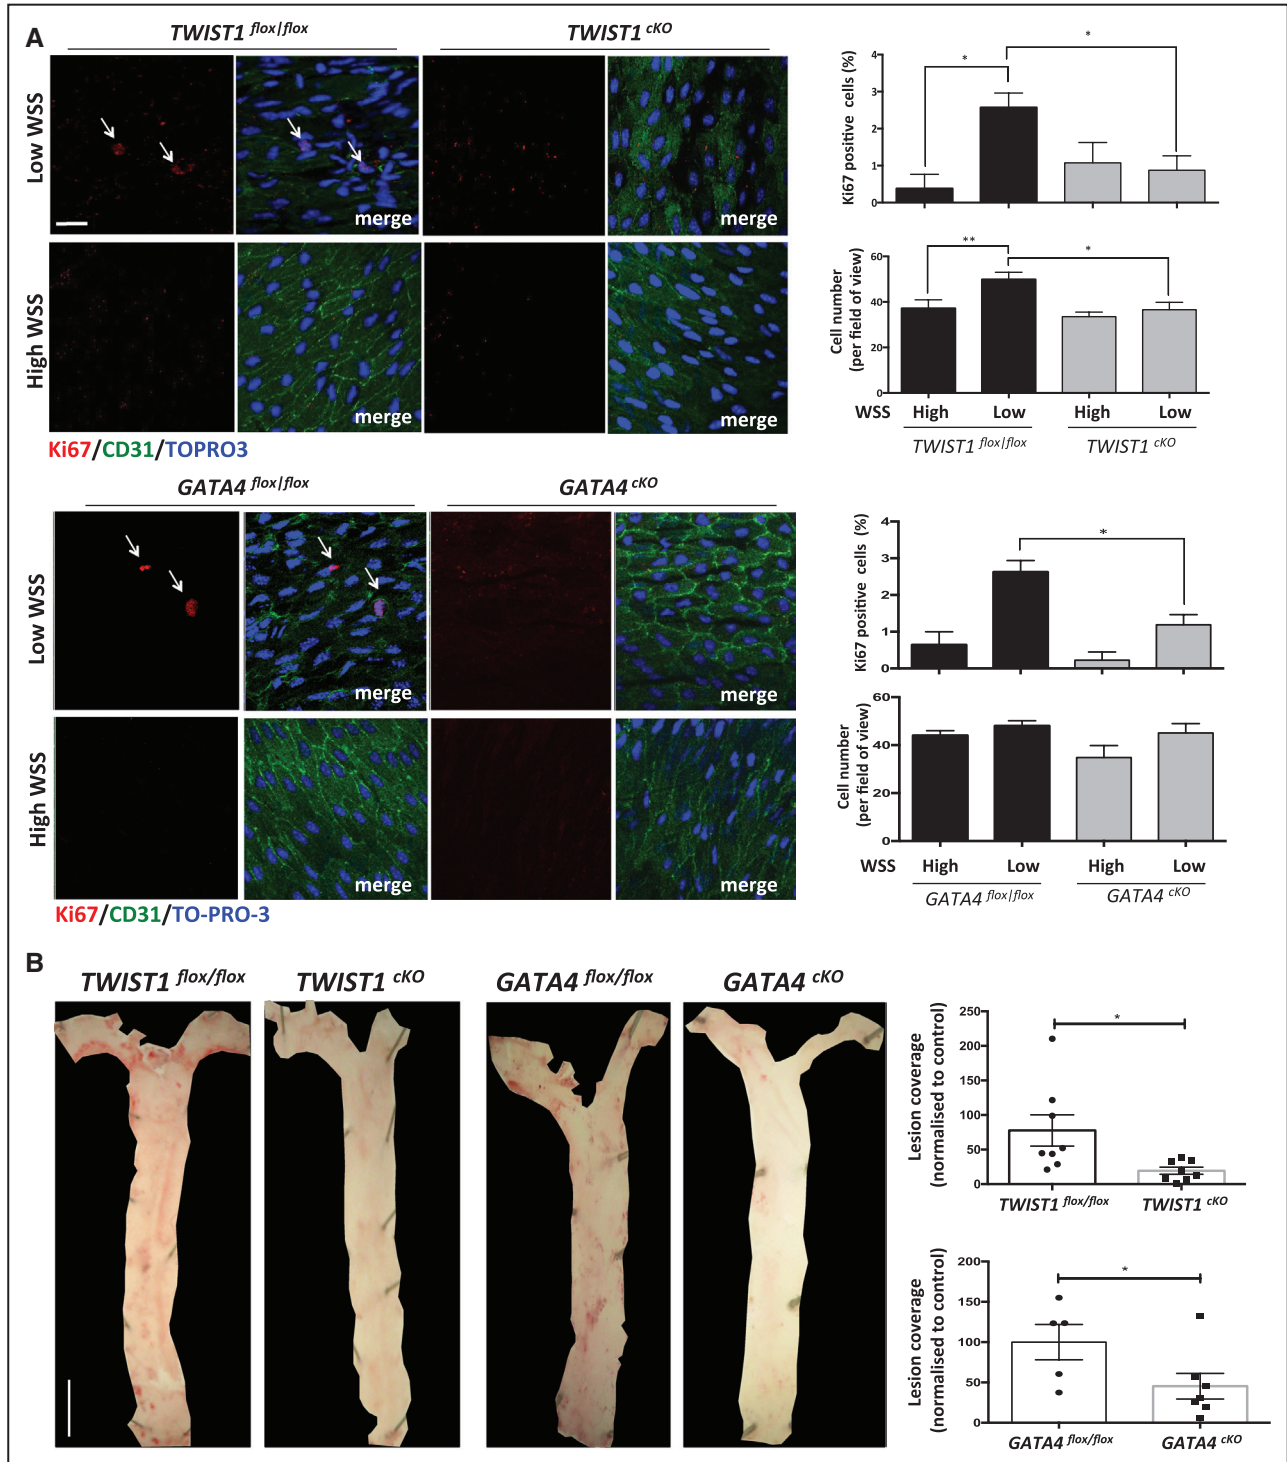 A
TWIST1 flox|flox
TWIST1 cKO
Low WSS
merge
merge
High WSS
merge
merge
Ki67/CD31/TOPRO3
Ki67 positive cells (%)
4
3
2
1
0
*
*
Cell number
(per field of view)
60
40
20
0
**
*
WSS High Low High Low
TWIST1 flox|flox TWIST1 cKO
GATA4 flox|flox
GATA4 cKO
Low WSS
merge
merge
High WSS
merge
merge
Ki67/CD31/TO-PRO-3
Ki67 positive cells (%)
4
3
2
1
0
*
Cell number
(per field of view)
60
40
20
0
WSS High Low High Low
GATA4 flox|flox GATA4 cKO
B
TWIST1 flox/flox
TWIST1 cKO
GATA4 flox/flox
GATA4 cKO
Lesion coverage
(normalised to control)
250
200
150
100
50
0
*
TWIST1 flox/flox TWIST1 cKO
Lesion coverage
(normalised to control)
200
150
100
50
0
*
GATA4 flox/flox GATA4 cKO